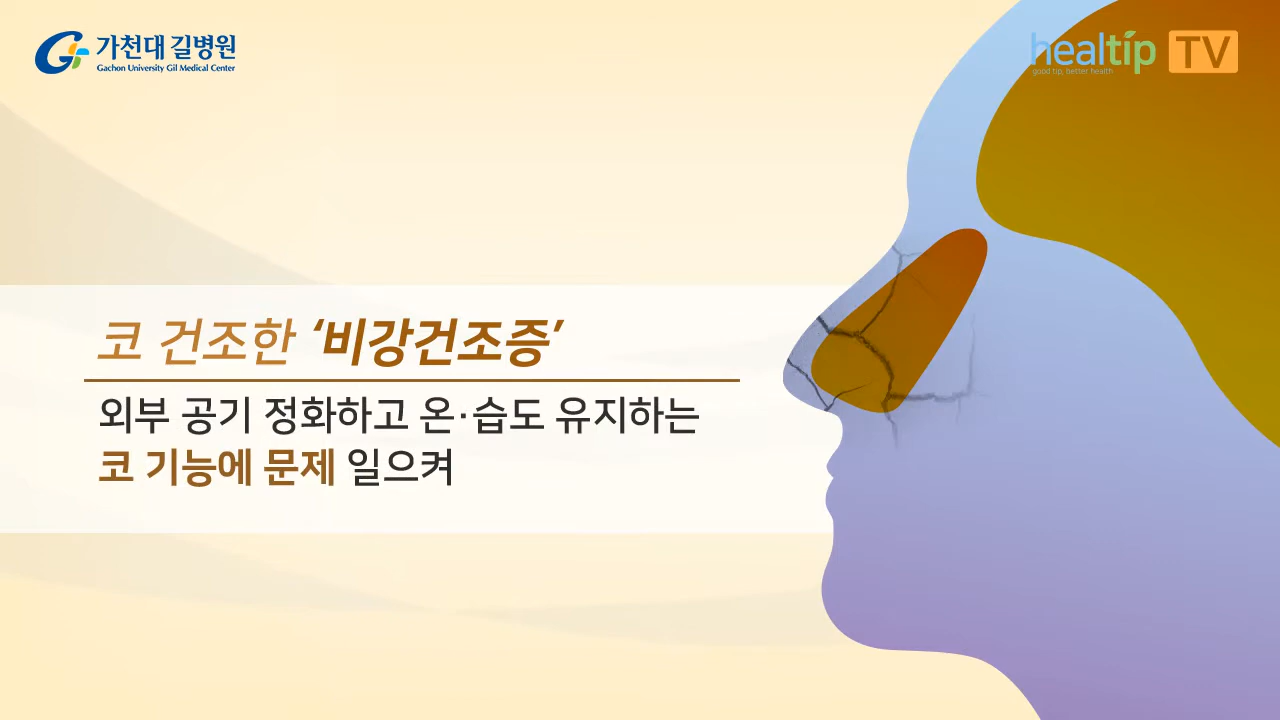 가천대 길병원
Gachon University Gil Medical Center
healtip TV
good tip, better health
코 건조한 ‘비강건조증’
외부 공기 정화하고 온·습도 유지하는
코 기능에 문제 일으켜